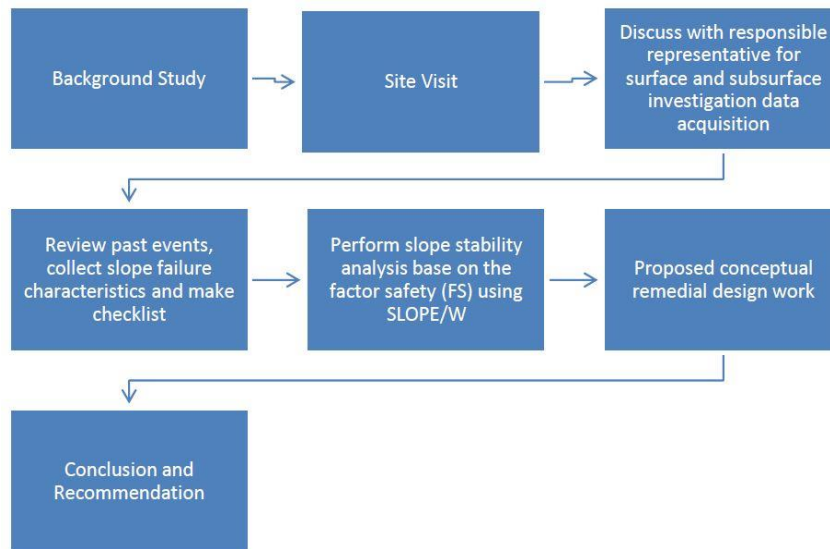 Background Study
Site Visit
Discuss with responsible
representative for
surface and subsurface
investigation data
acquisition
Review past events,
collect slope failure
characteristics and make
checklist
Perform slope stability
analysis base on the
factor safety (FS) using
SLOPE/W
Proposed conceptual
remedial design work
Conclusion and
Recommendation